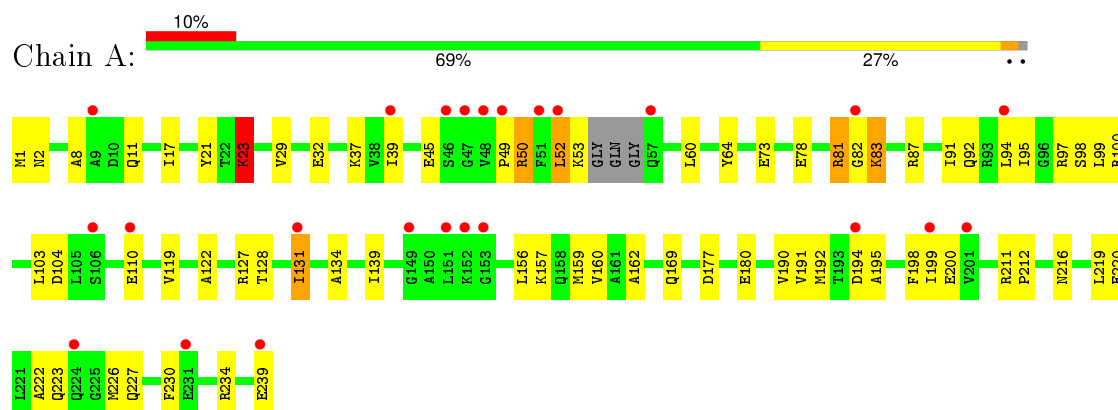 10%
Chain A:
69%
27%
M1 N2 A8 A9 D10 Q11 I17 Y21 T22 K23 V29 E32 K37 V38 I39 E45 S46 G47 V48 P49 R50 F51 L52 K53 GLY GLN GLY Q57 L60 Y64 E73 E78 R81 G82 K83 R87 I91 Q92 R93 L94 I95 G96 R97 S98 L99 R100
L103 D104 L105 S106 E110 V119 A122 R127 T128 I131 A134 I139 G149 A150 L151 K152 G153 L156 K157 Q158 M159 V160 A161 A162 Q169 D177 E180 V190 V191 M192 T193 D194 A195 F198 I199 E200 V201 R211 P212 N216 L219 E220
L221 A222 Q223 Q224 G225 M226 Q227 F230 E231 R234 E239